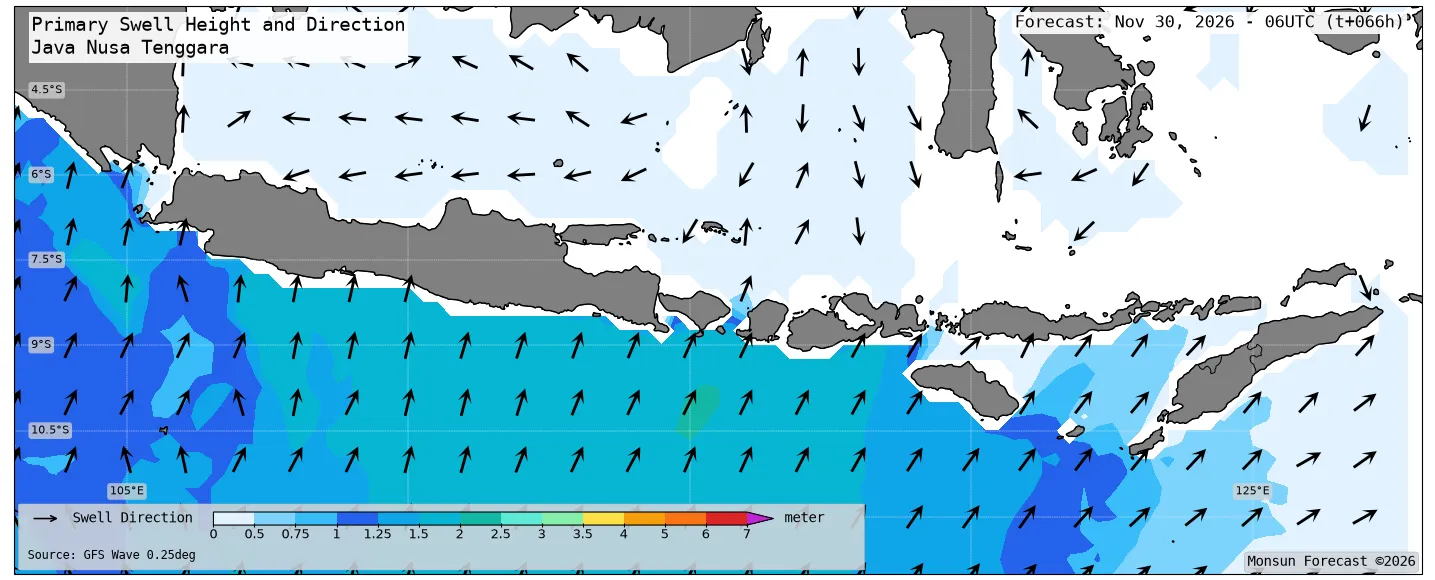 Primary Swell Height and Direction
Java Nusa Tenggara
Forecast: Nov 30, 2026 - 06UTC (t+066h)
4.5°S
6°S
7.5°S
9°S
10.5°S
105°E
125°E
Swell Direction
0 0.5 0.75 1 1.25 1.5 2 2.5 3 3.5 4 5 6 7
meter
Source: GFS Wave 0.25deg
Monsun Forecast ©2026